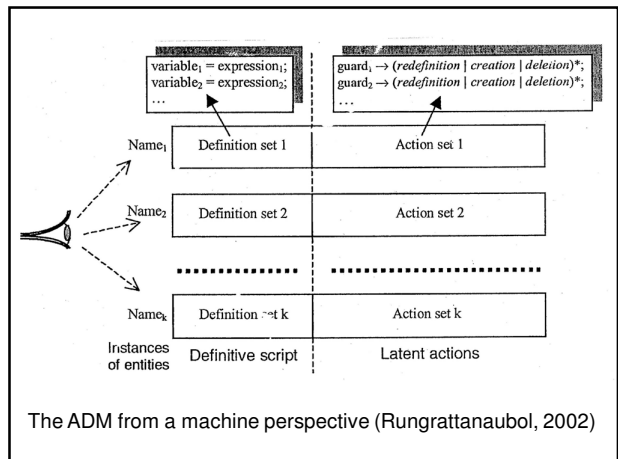 variable₁ = expression₁;
variable₂ = expression₂;
...
guard₁ → (redefinition | creation | deletion)*;
guard₂ → (redefinition | creation | deletion)*;
...
Name₁ Definition set 1 Action set 1
Name₂ Definition set 2 Action set 2
Nameₖ Definition set k Action set k
Instances
of entities
Definitive script
Latent actions
The ADM from a machine perspective (Rungrattanaubol, 2002)